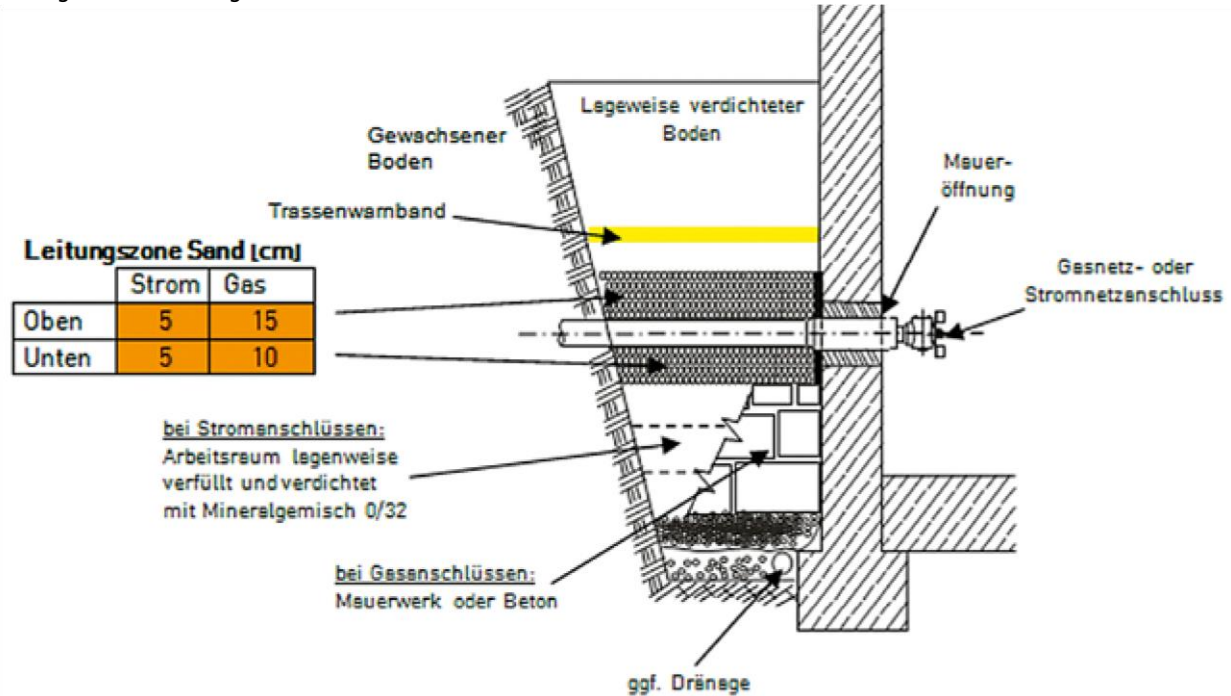 Lageweise verdichteter
Boden
Gewachsener
Boden
Mauer-
öffnung
Trassenwarnband
Leitungszone Sand [cm]
Strom Gas
Oben 5 15
Unten 5 10
Gasnetz- oder
Stromnetzanschluss
bei Stromanschlüssen:
Arbeitsraum lagenweise
verfüllt und verdichtet
mit Mineralgemisch 0/32
bei Gasanschlüssen:
Mauerwerk oder Beton
ggf. Dränage